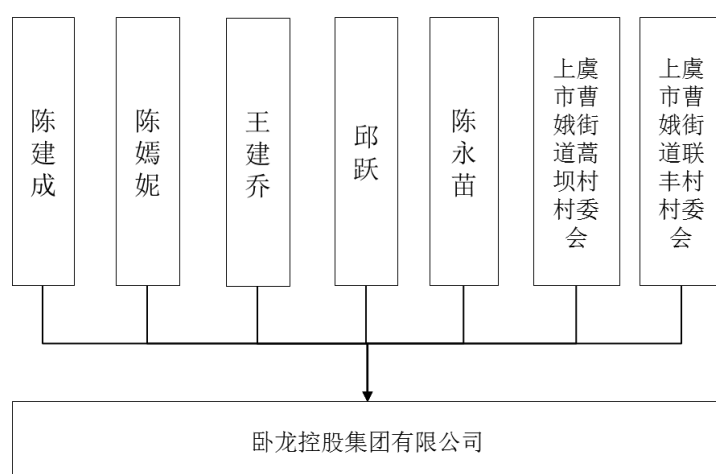 陈建成
陈嫣妮
王建乔
邱跃
陈永苗
上虞市曹娥街道蒿坝村村委会
上虞市曹娥街道联丰村村委会
卧龙控股集团有限公司